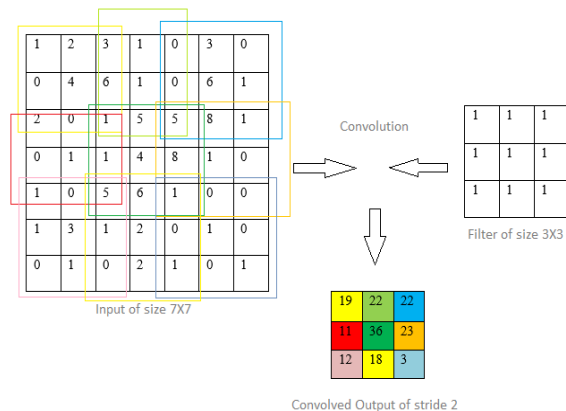 1 2 3 1 0 3 0
0 4 6 1 0 6 1
2 0 1 5 5 8 1
0 1 1 4 8 1 0
1 0 5 6 1 0 0
1 3 1 2 0 1 0
0 1 0 2 1 0 1
Input of size 7X7
Convolution
1 1 1
1 1 1
1 1 1
Filter of size 3X3
19 22 22
11 36 23
12 18 3
Convolved Output of stride 2